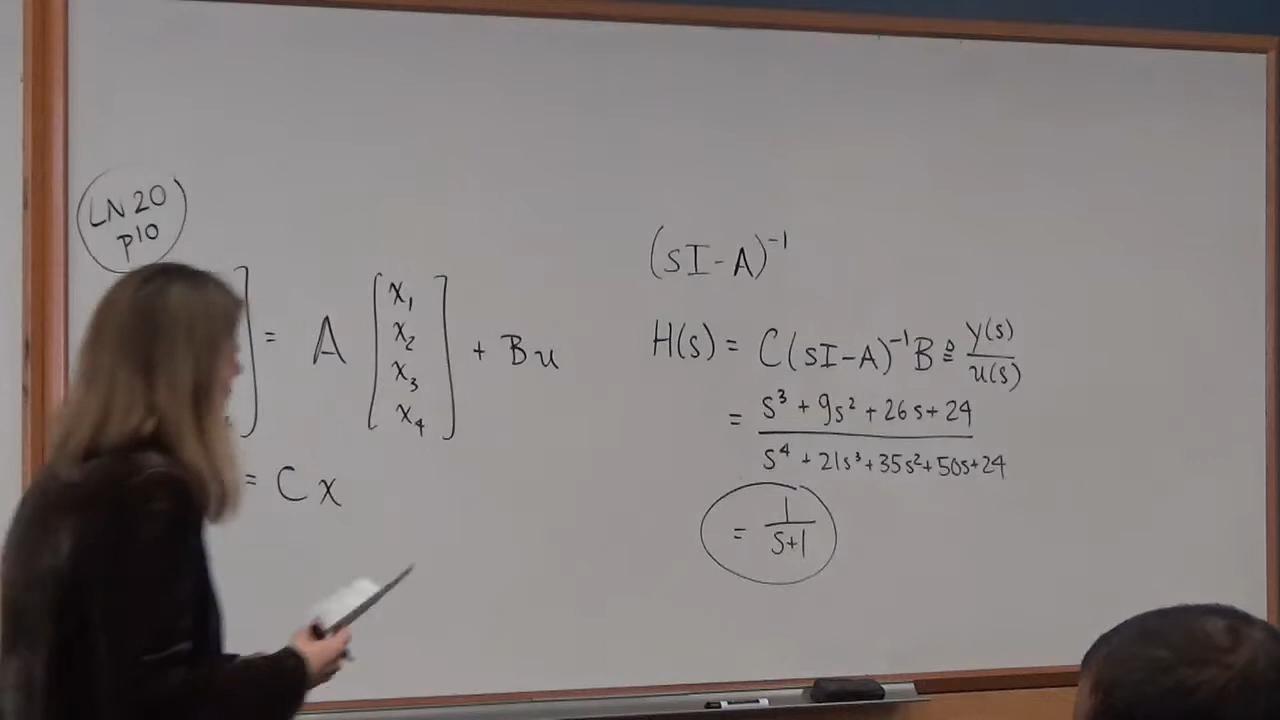 LN 20
p10
= A [x₁ x₂ x₃ x₄] + Bu
= Cx
(sI-A)⁻¹
H(s) = C(sI-A)⁻¹B ≙ y(s)/u(s)
= s³ + 9s² + 26s + 24 / s⁴ + 21s³ + 35s² + 50s + 24
= 1/s+1